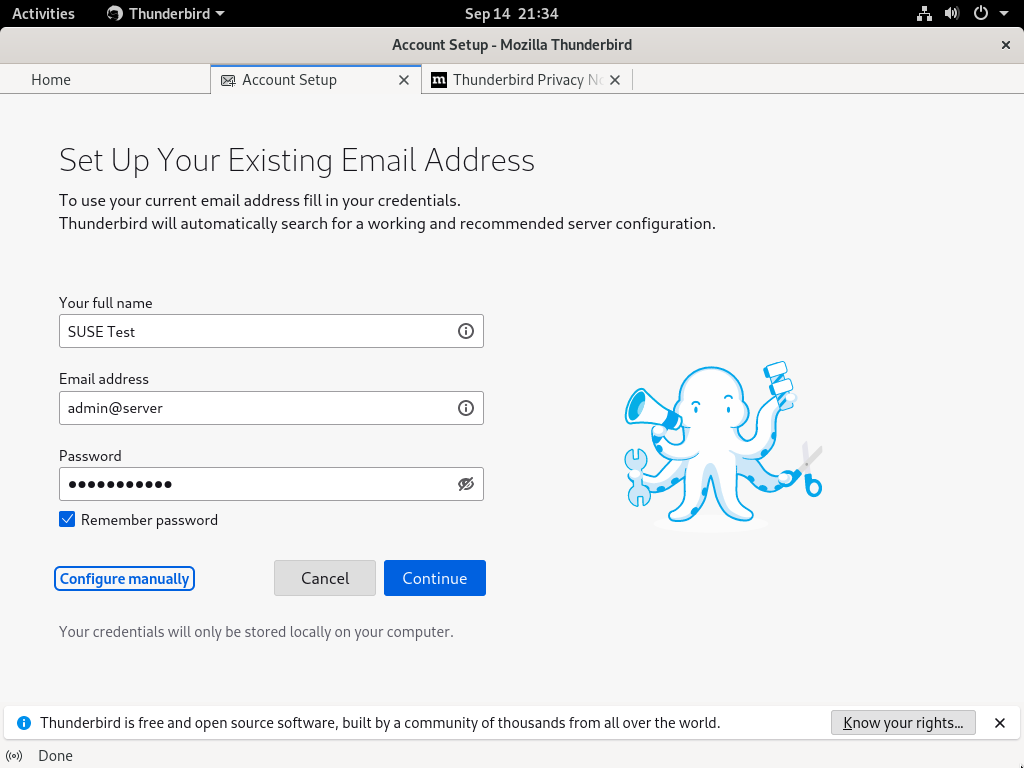 Activities
Thunderbird
Sep 14 21:34
Account Setup - Mozilla Thunderbird
Home
Account Setup
m
Thunderbird Privacy No
Set Up Your Existing Email Address
To use your current email address fill in your credentials.
Thunderbird will automatically search for a working and recommended server configuration.
Your full name
SUSE Test
Email address
admin@server
Password
●●●●●●●●●●●
Remember password
Configure manually
Cancel
Continue
Your credentials will only be stored locally on your computer.
Thunderbird is free and open source software, built by a community of thousands from all over the world.
Know your rights...
Done